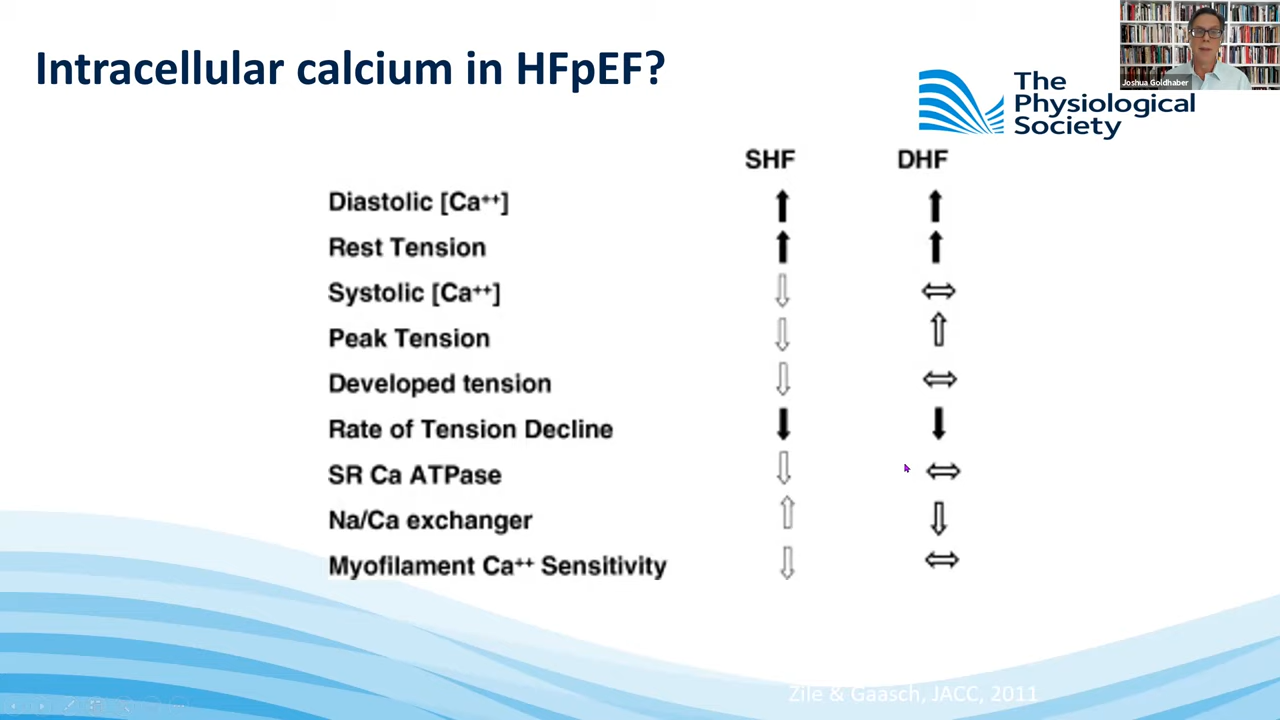 Intracellular calcium in HFpEF?
Joshua Goldhaber
The
Physiological
Society
SHF DHF
Diastolic [Ca⁺⁺]
Rest Tension
Systolic [Ca⁺⁺]
Peak Tension
Developed tension
Rate of Tension Decline
SR Ca ATPase
Na/Ca exchanger
Myofilament Ca⁺⁺ Sensitivity
Zile & Gaasch, JACC, 2011